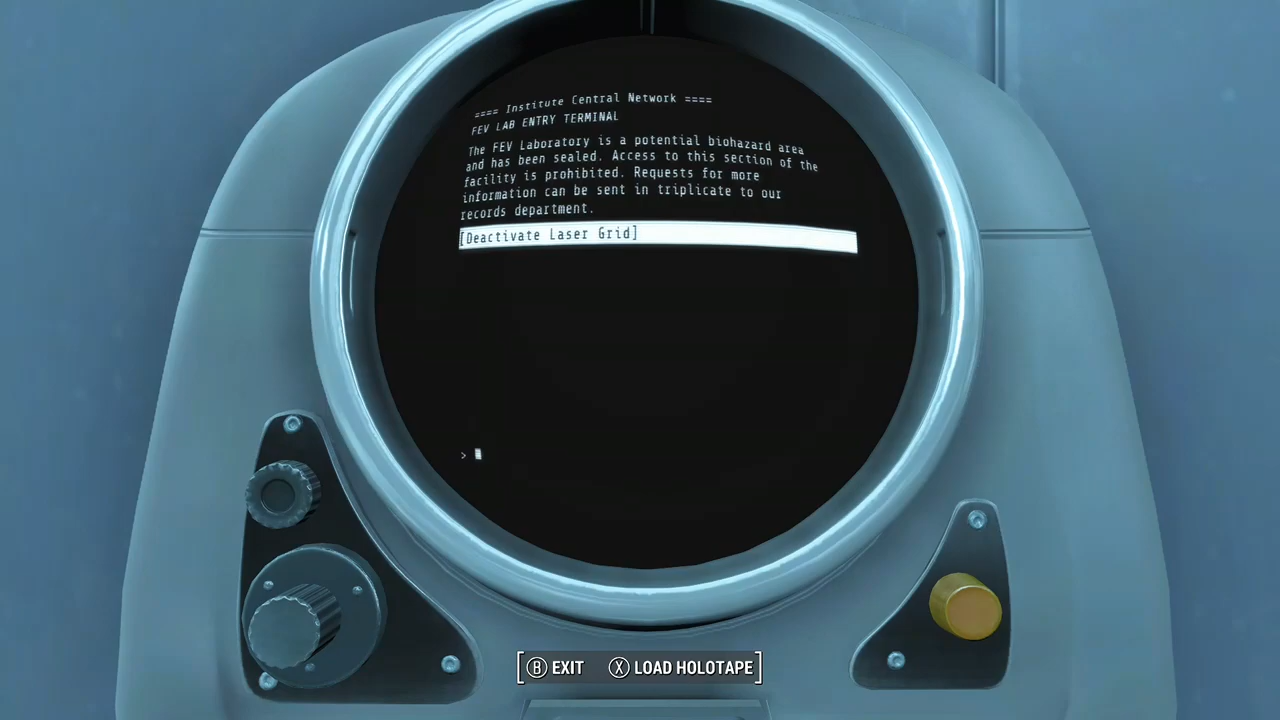 ==== Institute Central Network ====
FEV LAB ENTRY TERMINAL
The FEV Laboratory is a potential biohazard area
and has been sealed. Access to this section of the
facility is prohibited. Requests for more
information can be sent in triplicate to our
records department.
[Deactivate Laser Grid]
>
B EXIT X LOAD HOLOTAPE